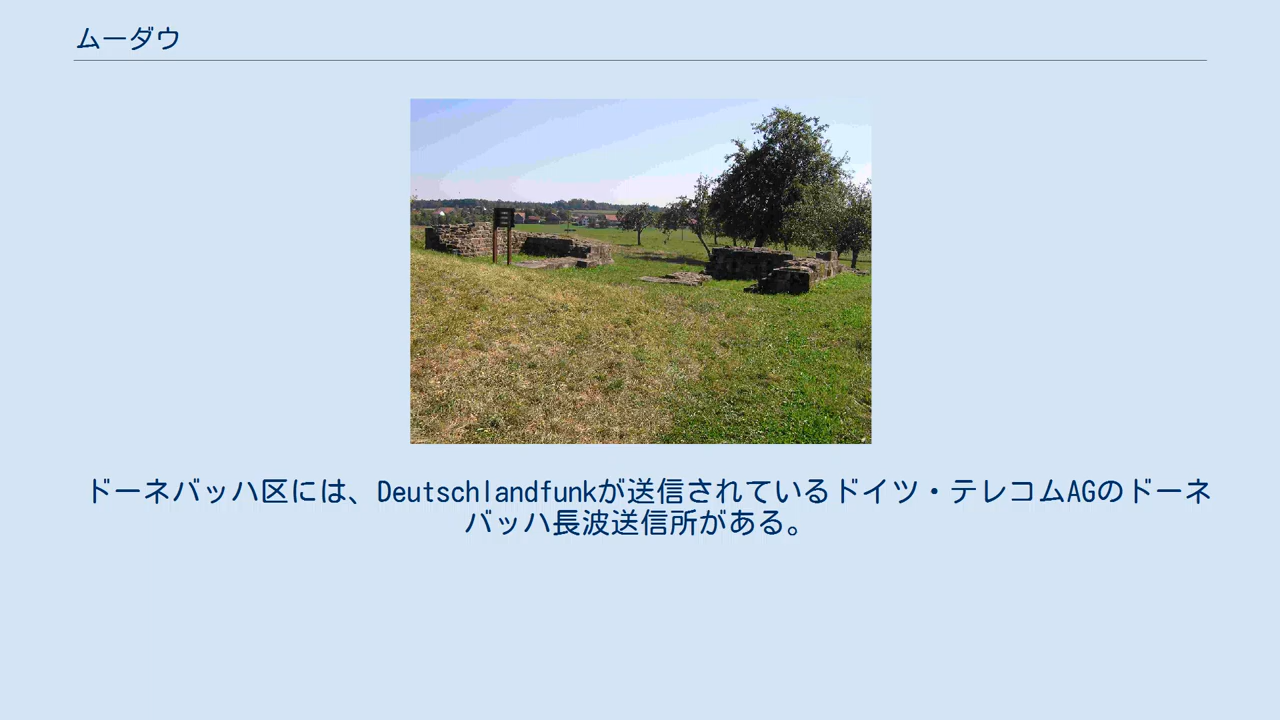 ムーダウ
ドーネバッハ区には、Deutschlandfunkが送信されているドイツ・テレコムAGのドーネ
バッハ長波送信所がある。